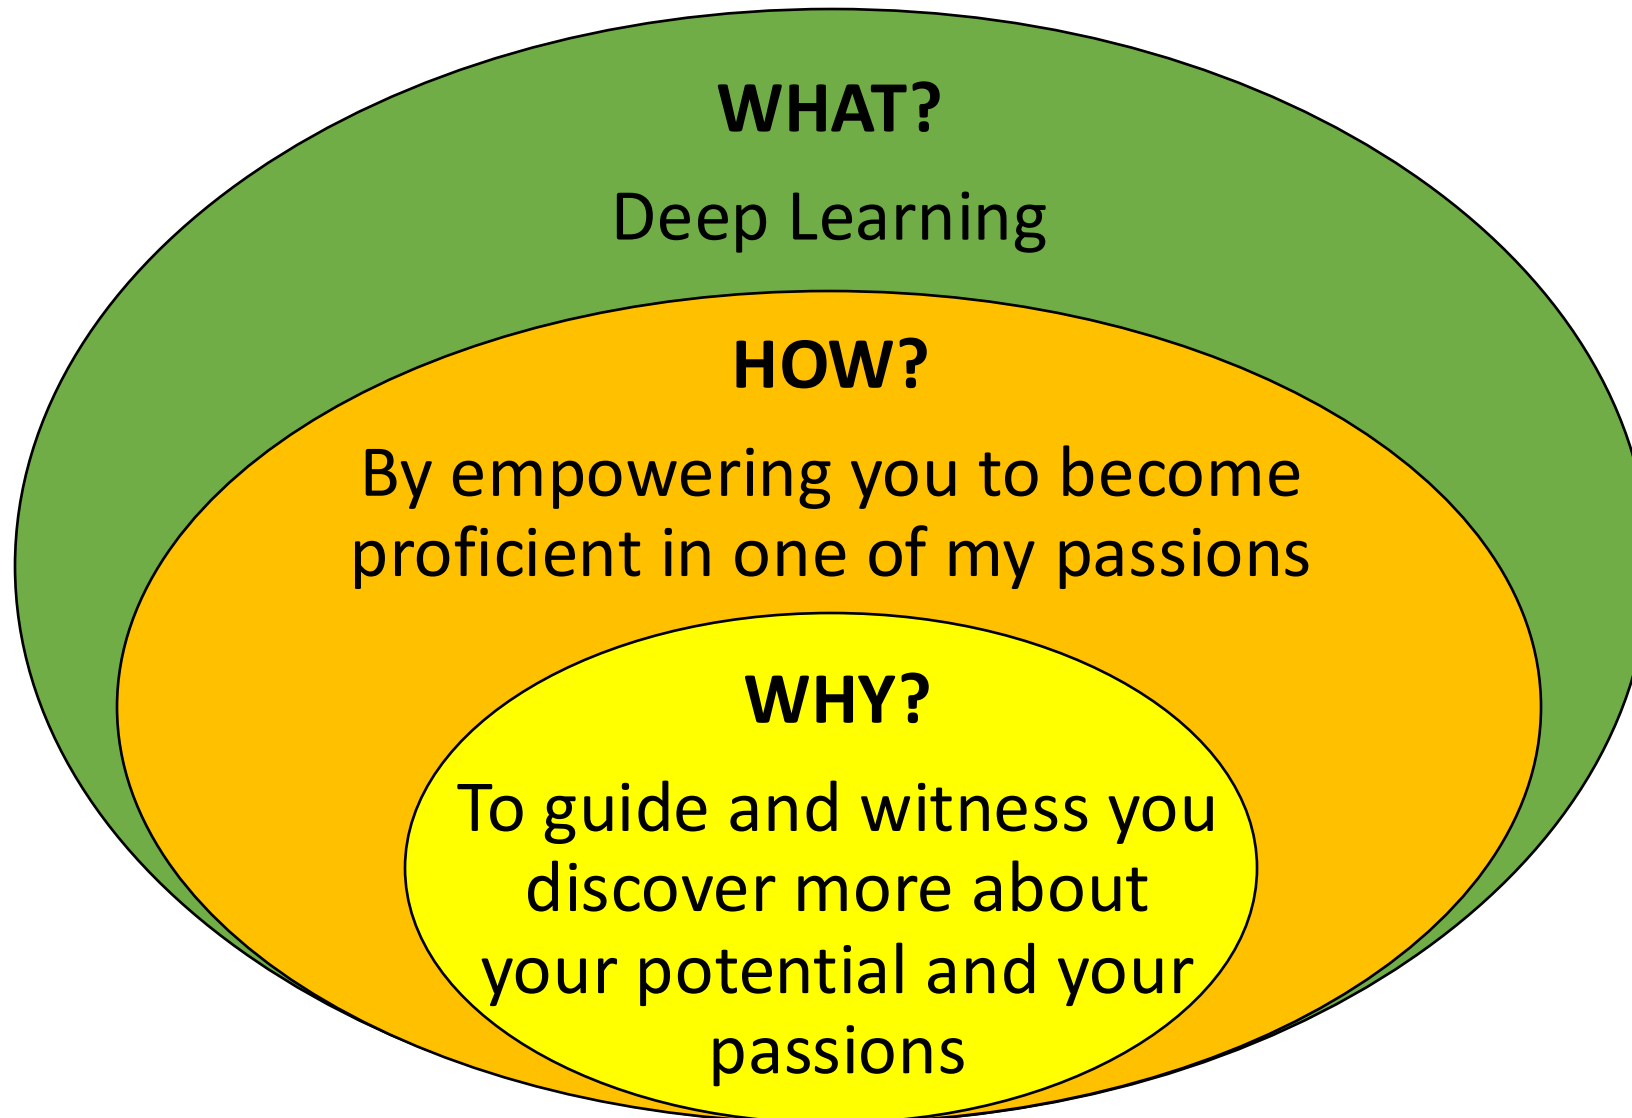 WHAT?
Deep Learning
HOW?
By empowering you to become
proficient in one of my passions
WHY?
To guide and witness you
discover more about
your potential and your
passions